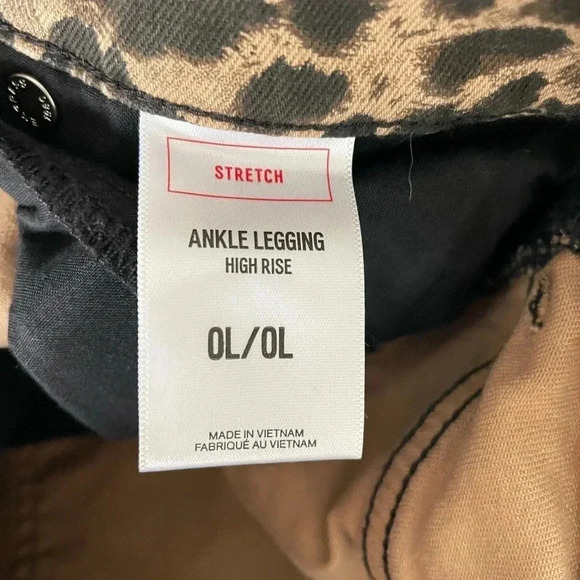 STRETCH
ANKLE LEGGING
HIGH RISE
0L/0L
MADE IN VIETNAM
FABRIQUÉ AU VIETNAM